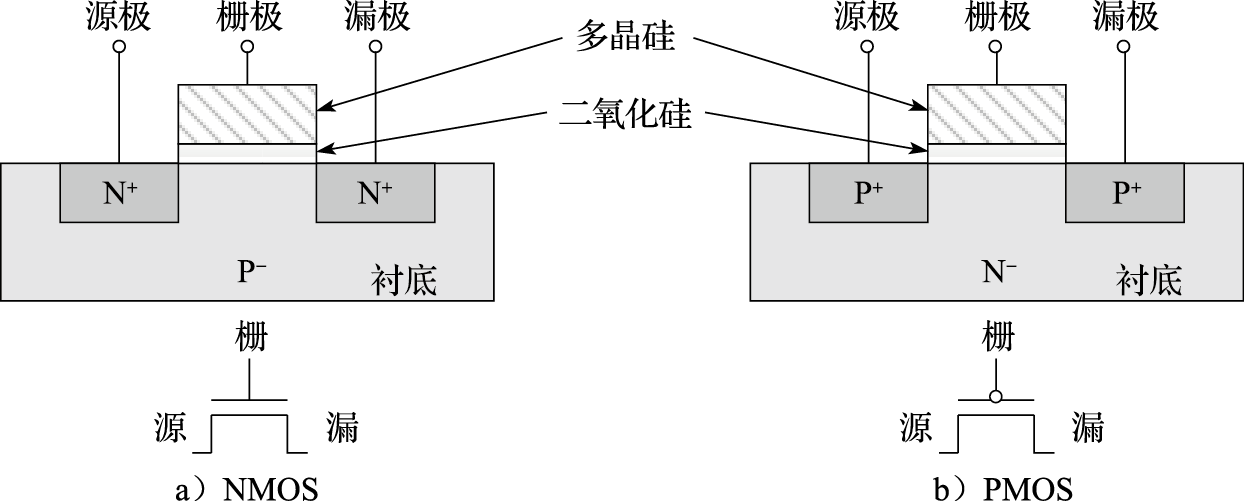 源极 栅极 漏极 源极 栅极 漏极
多晶硅
二氧化硅
N+ N+ P+ P+
P− 衬底 N− 衬底
栅 栅
源 漏 源 漏
a）NMOS b）PMOS